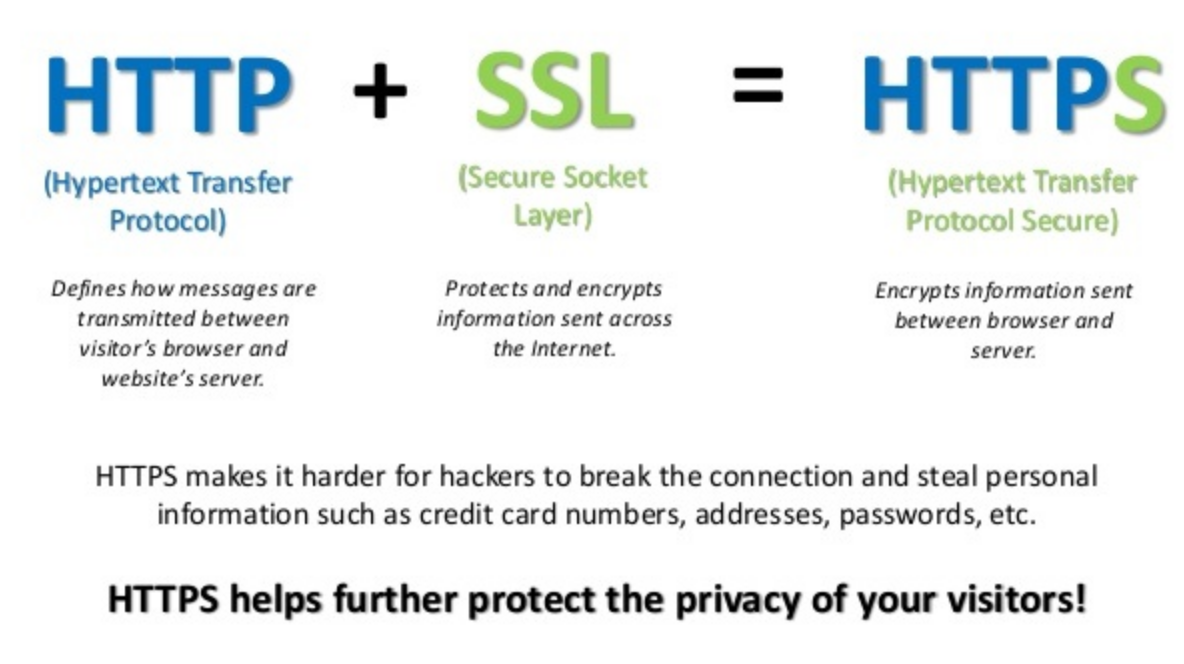 HTTP + SSL = HTTPS
(Hypertext Transfer
Protocol)
(Secure Socket
Layer)
(Hypertext Transfer
Protocol Secure)
Defines how messages are
transmitted between
visitor's browser and
website's server.
Protects and encrypts
information sent across
the Internet.
Encrypts information sent
between browser and
server.
HTTPS makes it harder for hackers to break the connection and steal personal
information such as credit card numbers, addresses, passwords, etc.
HTTPS helps further protect the privacy of your visitors!